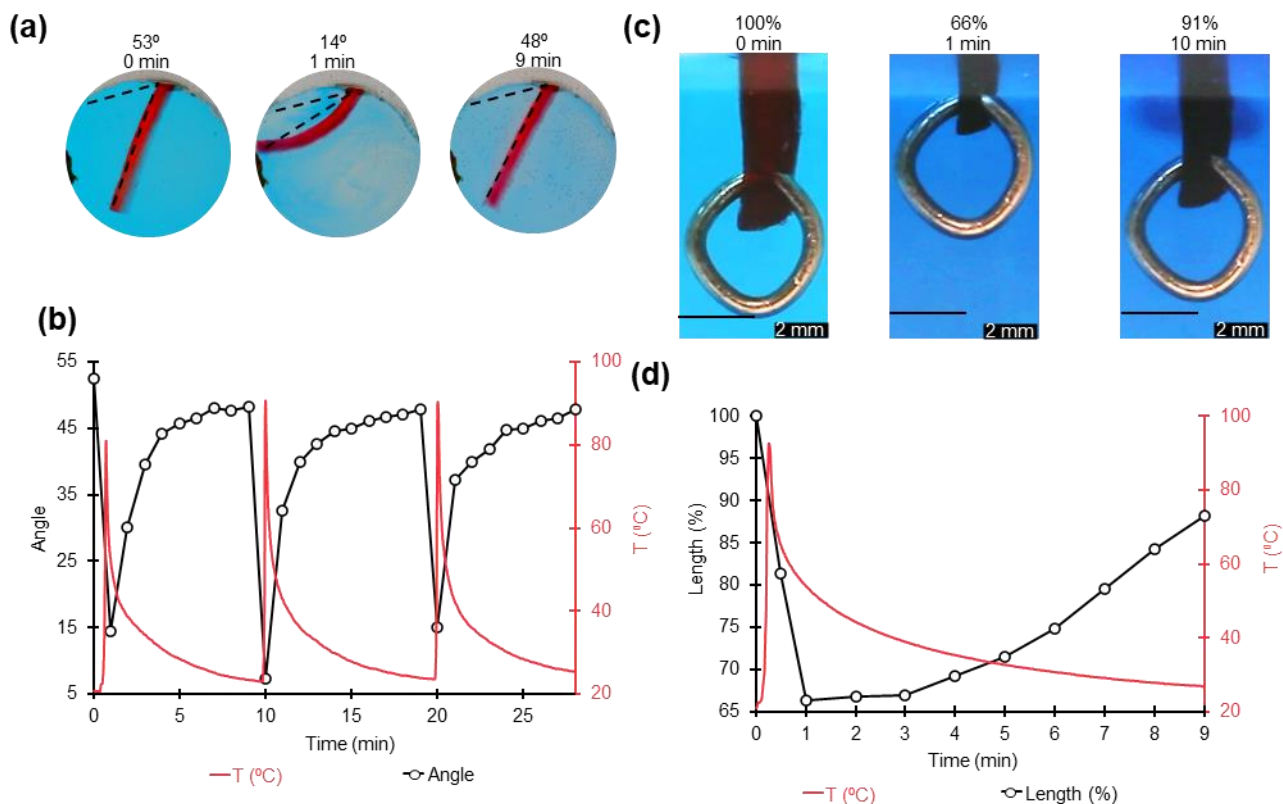 (a)
53º
0 min
14º
1 min
48º
9 min
(c)
100%
0 min
66%
1 min
91%
10 min
2 mm
2 mm
2 mm
(b)
55
45
35
25
15
5
Angle
100
80
60
40
20
T (ºC)
0
5
10
15
20
25
Time (min)
T (ºC)
Angle
(d)
100
95
90
85
80
75
70
65
Length (%)
100
80
60
40
20
T (ºC)
0
1
2
3
4
5
6
7
8
9
Time (min)
T (ºC)
Length (%)